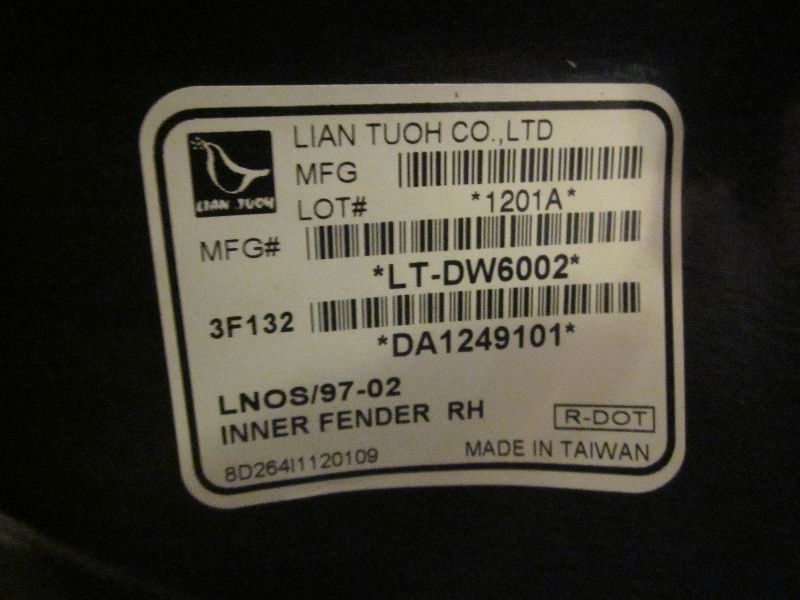 LIAN TUOH CO.,LTD
LIAN TUOH
MFG
LOT# *1201A*
MFG#
*LT-DW6002*
3F132
*DA1249101*
LNOS/97-02
INNER FENDER RH
R-DOT
8D264I1120109
MADE IN TAIWAN